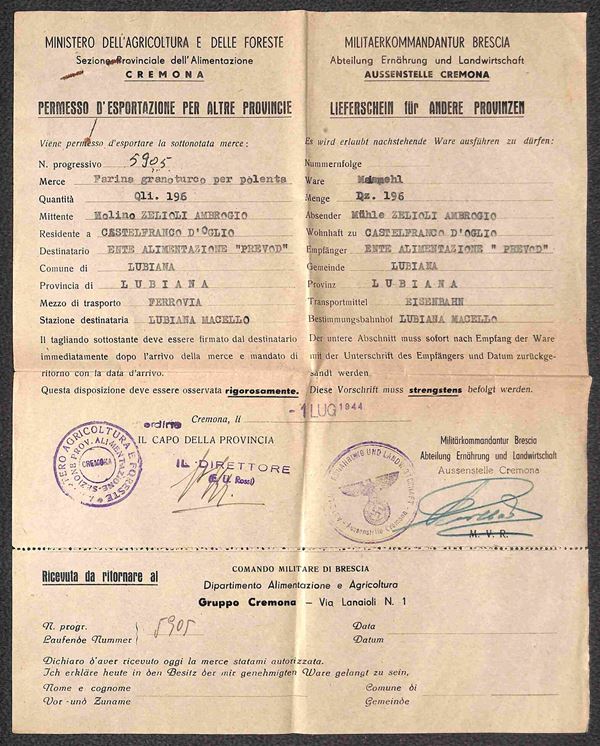 MINISTERO DELL'AGRICOLTURA E DELLE FORESTE
Sezione Provinciale dell'Alimentazione
CREMONA
PERMESSO D'ESPORTAZIONE PER ALTRE PROVINCIE
Viene permesso d'esportare la sottonotata merce:
N. progressivo 5905
Merce Farina granoturco per polenta
Quantità Qli. 196
Mittente Molino ZELIOLI AMBROGIO
Residente a CASTELFRANCO D'OGLIO
Destinatario ENTE ALIMENTAZIONE "PREVOD"
Comune di LUBIANA
Provincia di LUBIANA
Mezzo di trasporto FERROVIA
Stazione destinataria LUBIANA MACELLO
Il tagliando sottostante deve essere firmato dal destinatario
immediatamente dopo l'arrivo della merce e mandato di
ritorno con la data d'arrivo.
Questa disposizione deve essere osservata rigorosamente.
MILITAERKOMMANDANTUR BRESCIA
Abteilung Ernährung und Landwirtschaft
AUSSENSTELLE CREMONA
LIEFERSCHEIN für ANDERE PROVINZEN
Es wird erlaubt nachstehende Ware ausführen zu dürfen:
Nummernfolge
Ware Maismehl
Menge Dz. 196
Absender Mühle ZELIOLI AMBROGIO
Wohnhaft zu CASTELFRANCO D'OGLIO
Empfänger ENTE ALIMENTAZIONE " PREVOD"
Gemeinde LUBIANA
Provinz LUBIANA
Transportmittel EISENBAHN
Bestimmungsbahnhof LUBIANA MACELLO
Der untere Abschnitt muss sofort nach Empfang der Ware
mit der Unterschrift des Empfängers und Datum zurückge-
sandt werden.
Diese Vorschrift muss strengstens befolgt werden.
Cremona, li
- 1 LUG 1944
ordine
IL CAPO DELLA PROVINCIA
IL DIRETTORE
(E. U. Rossi)
CREMONA
Militärkommandantur Brescia
Abteilung Ernährung und Landwirtschaft
Aussenstelle Cremona
M. V. R.
Ricevuta da ritornare al
COMANDO MILITARE DI BRESCIA
Dipartimento Alimentazione e Agricoltura
Gruppo Cremona — Via Lanaioli N. 1
N. progr.
Laufende Nummer
5905
Data
Datum
Dichiaro d'aver ricevuto oggi la merce statami autorizzata.
Ich erkläre heute in den Besitz der mir genehmigten Ware gelangt zu sein,
Nome e cognome
Vor- und Zuname
Comune di
Gemeinde